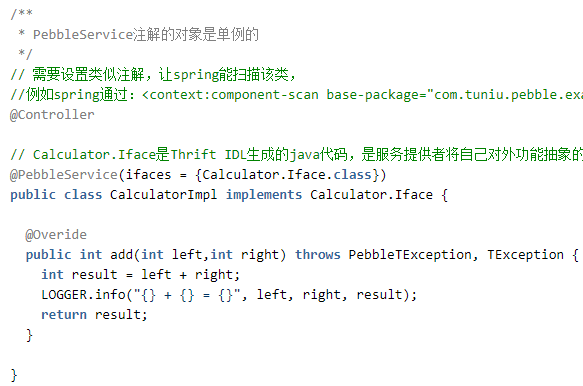 /**
 * PebbleService注解的对象是单例的
 */
// 需要设置类似注解，让spring能扫描该类，
//例如spring通过：<context:component-scan base-package="com.tuniu.pebble.exa
@Controller
// Calculator.Iface是Thrift IDL生成的java代码，是服务提供者将自己对外功能抽象的
@PebbleService(ifaces = {Calculator.Iface.class})
public class CalculatorImpl implements Calculator.Iface {
  @Overide
  public int add(int left,int right) throws PebbleTException, TException {
    int result = left + right;
    LOGGER.info("{} + {} = {}", left, right, result);
    return result;
  }
}